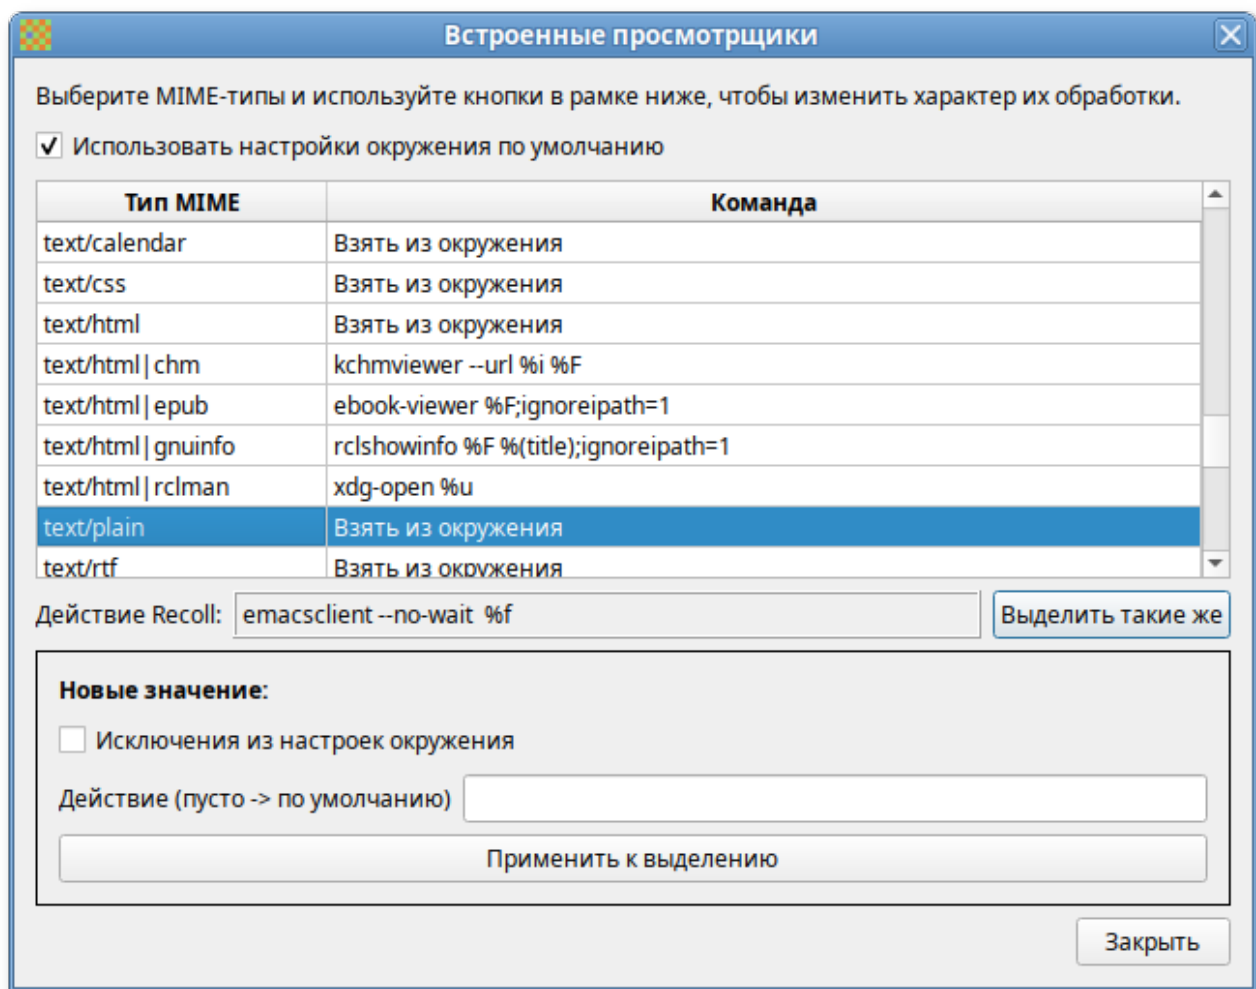 Встроенные просмотрщики
Выберите MIME-типы и используйте кнопки в рамке ниже, чтобы изменить характер их обработки.
Использовать настройки окружения по умолчанию
Тип MIME Команда
text/calendar Взять из окружения
text/css Взять из окружения
text/html Взять из окружения
text/html|chm kchmviewer --url %i %F
text/html|epub ebook-viewer %F;ignoreipath=1
text/html|gnuinfo rclshowinfo %F %(title);ignoreipath=1
text/html|rclman xdg-open %u
text/plain Взять из окружения
text/rtf Взять из окружения
Действие Recoll: emacsclient --no-wait  %f Выделить такие же
Новые значение:
Исключения из настроек окружения
Действие (пусто -> по умолчанию)
Применить к выделению
Закрыть